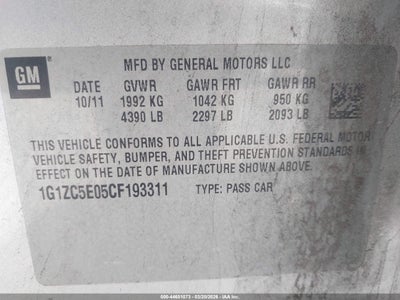 GM
MFD BY GENERAL MOTORS LLC
DATE GVWR GAWR FRT GAWR RR
10/11 1992 KG 1042 KG 950 KG
4390 LB 2297 LB 2093 LB
THIS VEHICLE CONFORMS TO ALL APPLICABLE U.S. FEDERAL MOTOR
VEHICLE SAFETY, BUMPER, AND THEFT PREVENTION STANDARDS IN
EFFECT ON THE DATE OF MANUFACTURE SHOWN ABOVE.
1G1ZC5E05CF193311 TYPE: PASS CAR
600-44651073 - 03/20/2026 - IAA Inc.